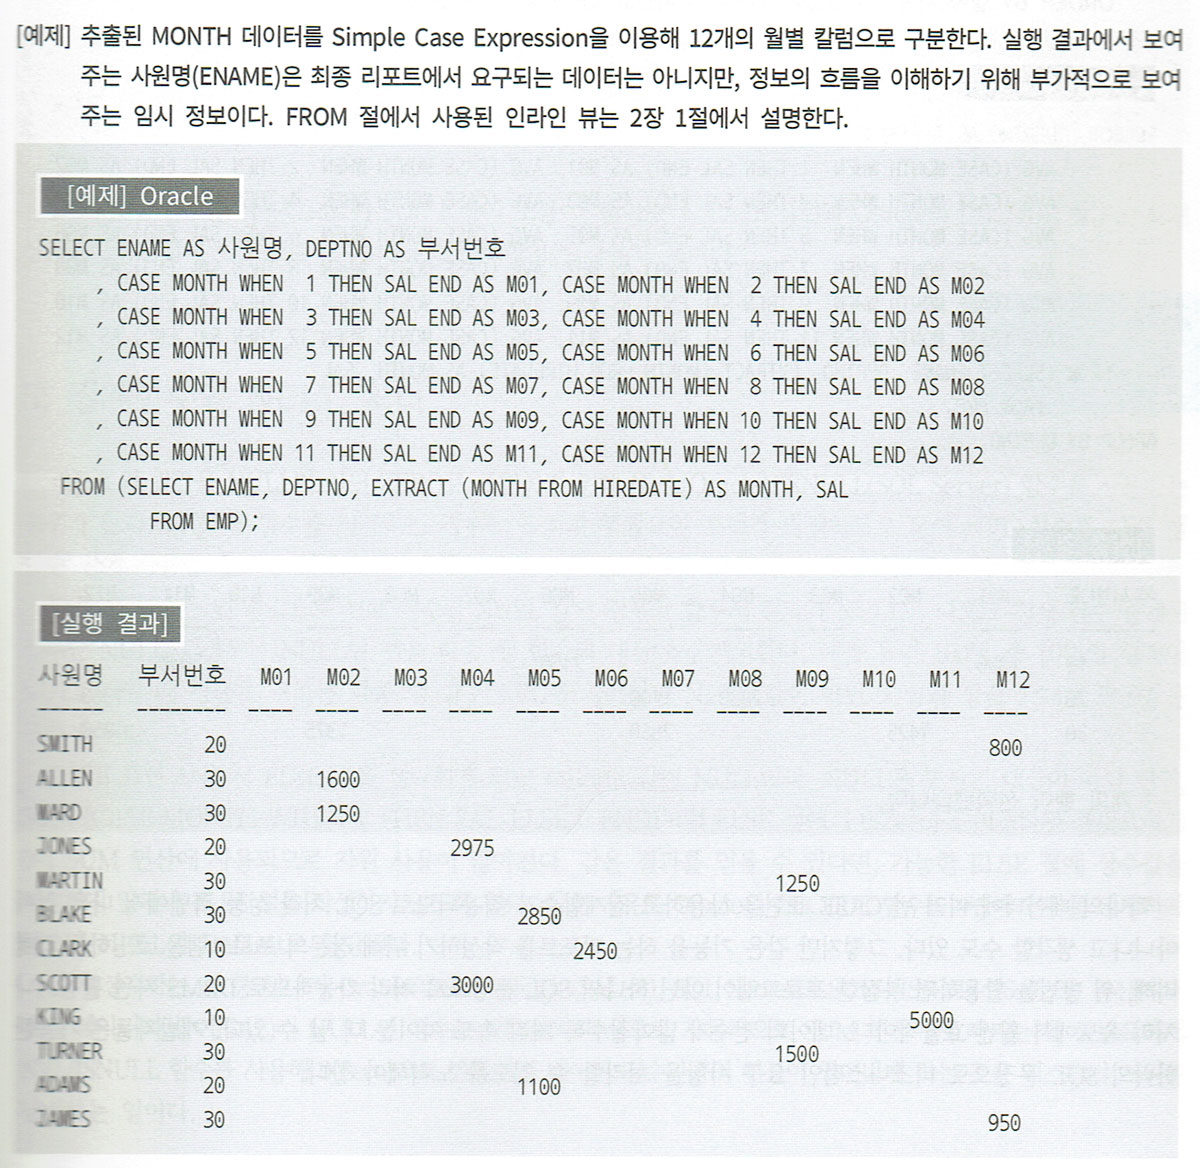 [예제] 추출된 MONTH 데이터를 Simple Case Expression을 이용해 12개의 월별 칼럼으로 구분한다. 실행 결과에서 보여
주는 사원명(ENAME)은 최종 리포트에서 요구되는 데이터는 아니지만, 정보의 흐름을 이해하기 위해 부가적으로 보여
주는 임시 정보이다. FROM 절에서 사용된 인라인 뷰는 2장 1절에서 설명한다.
[예제] Oracle
SELECT ENAME AS 사원명, DEPTNO AS 부서번호
, CASE MONTH WHEN 1 THEN SAL END AS M01, CASE MONTH WHEN 2 THEN SAL END AS M02
, CASE MONTH WHEN 3 THEN SAL END AS M03, CASE MONTH WHEN 4 THEN SAL END AS M04
, CASE MONTH WHEN 5 THEN SAL END AS M05, CASE MONTH WHEN 6 THEN SAL END AS M06
, CASE MONTH WHEN 7 THEN SAL END AS M07, CASE MONTH WHEN 8 THEN SAL END AS M08
, CASE MONTH WHEN 9 THEN SAL END AS M09, CASE MONTH WHEN 10 THEN SAL END AS M10
, CASE MONTH WHEN 11 THEN SAL END AS M11, CASE MONTH WHEN 12 THEN SAL END AS M12
FROM (SELECT ENAME, DEPTNO, EXTRACT (MONTH FROM HIREDATE) AS MONTH, SAL
FROM EMP);
[실행 결과]
사원명 부서번호 M01 M02 M03 M04 M05 M06 M07 M08 M09 M10 M11 M12
------ -------- ---- ---- ---- ---- ---- ---- ---- ---- ---- ---- ---- ----
SMITH 20 800
ALLEN 30 1600
WARD 30 1250
JONES 20 2975
MARTIN 30 1250
BLAKE 30 2850
CLARK 10 2450
SCOTT 20 3000
KING 10 5000
TURNER 30 1500
ADAMS 20 1100
JAMES 30 950